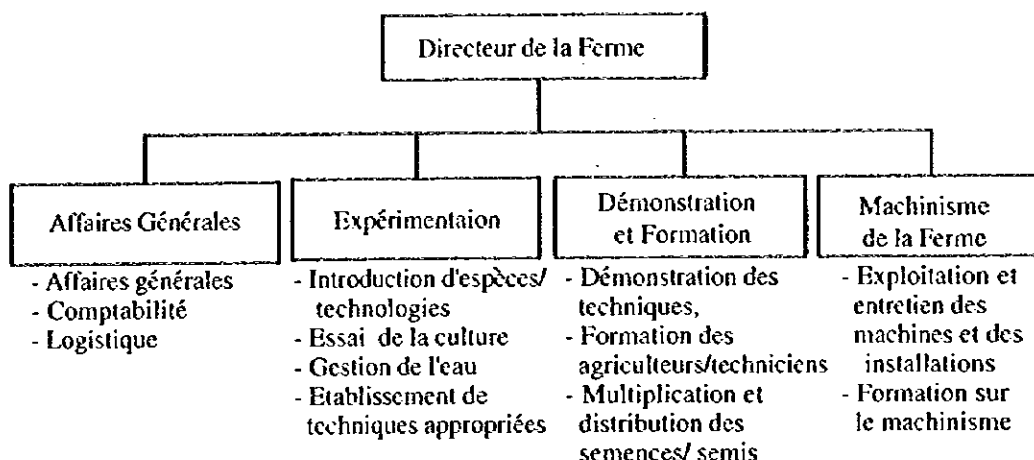 Directeur de la Ferme
Affaires Générales
- Affaires générales
- Comptabilité
- Logistique
Expérimentaion
- Introduction d'espèces/
technologies
- Essai de la culture
- Gestion de l'eau
- Etablissement de
techniques appropriées
Démonstration
et Formation
- Démonstration des
techniques,
- Formation des
agriculteurs/techniciens
- Multiplication et
distribution des
semences/ semis
Machinisme
de la Ferme
- Exploitation et
entretien des
machines et des
installations
- Formation sur
le machinisme